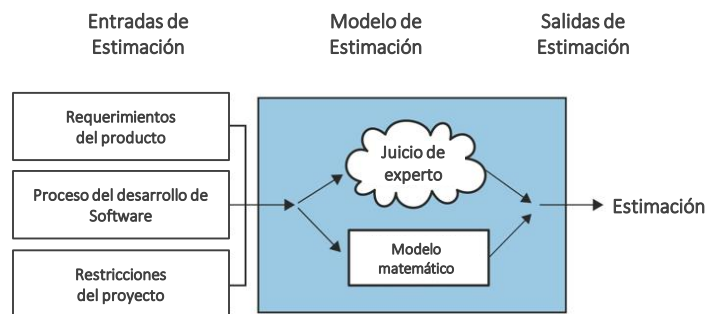 Entradas de
Estimación
Modelo de
Estimación
Salidas de
Estimación
Requerimientos
del producto
Proceso del desarrollo de
Software
Restricciones
del proyecto
Juicio de
experto
Modelo
matemático
Estimación